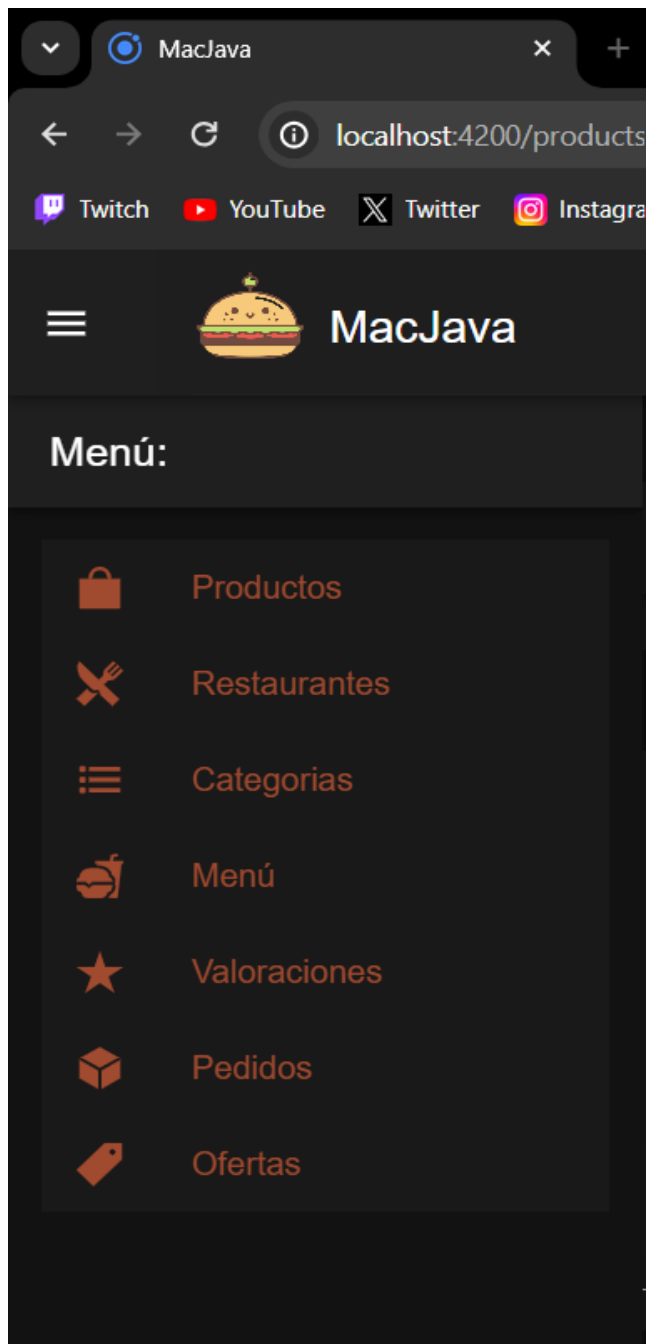 MacJava
localhost:4200/products
Twitch YouTube Twitter Instagra
MacJava
Menú:
Productos
Restaurantes
Categorias
Menú
Valoraciones
Pedidos
Ofertas